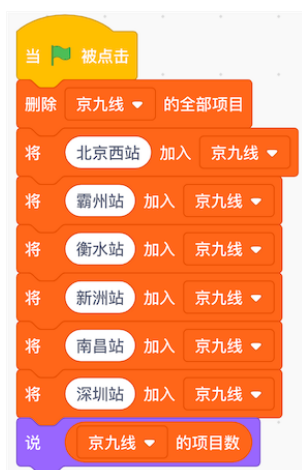 当 被点击
删除 京九线 的全部项目
将 北京西站 加入 京九线
将 霸州站 加入 京九线
将 衡水站 加入 京九线
将 新洲站 加入 京九线
将 南昌站 加入 京九线
将 深圳站 加入 京九线
说 京九线 的项目数